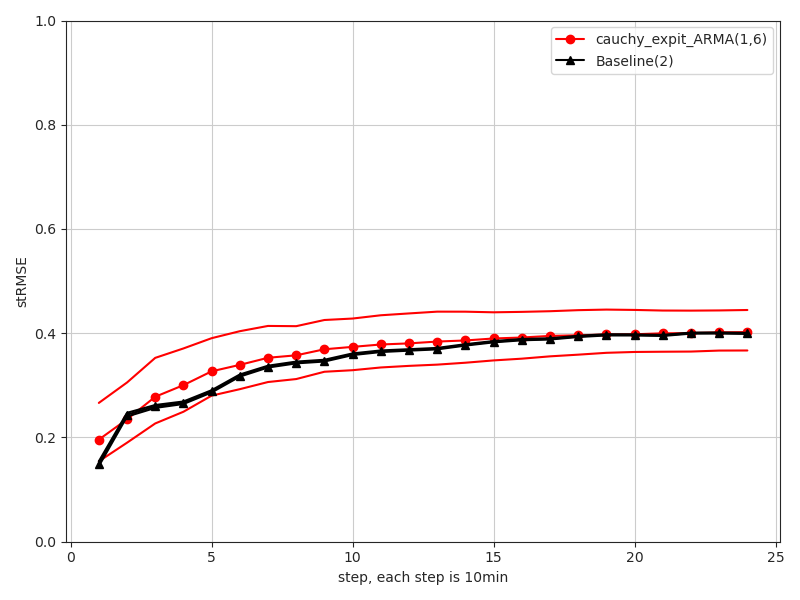 1.0
0.8
0.6
0.4
0.2
0.0
stRMSE
cauchy_expit_ARMA(1,6)
Baseline(2)
0 5 10 15 20 25
step, each step is 10min